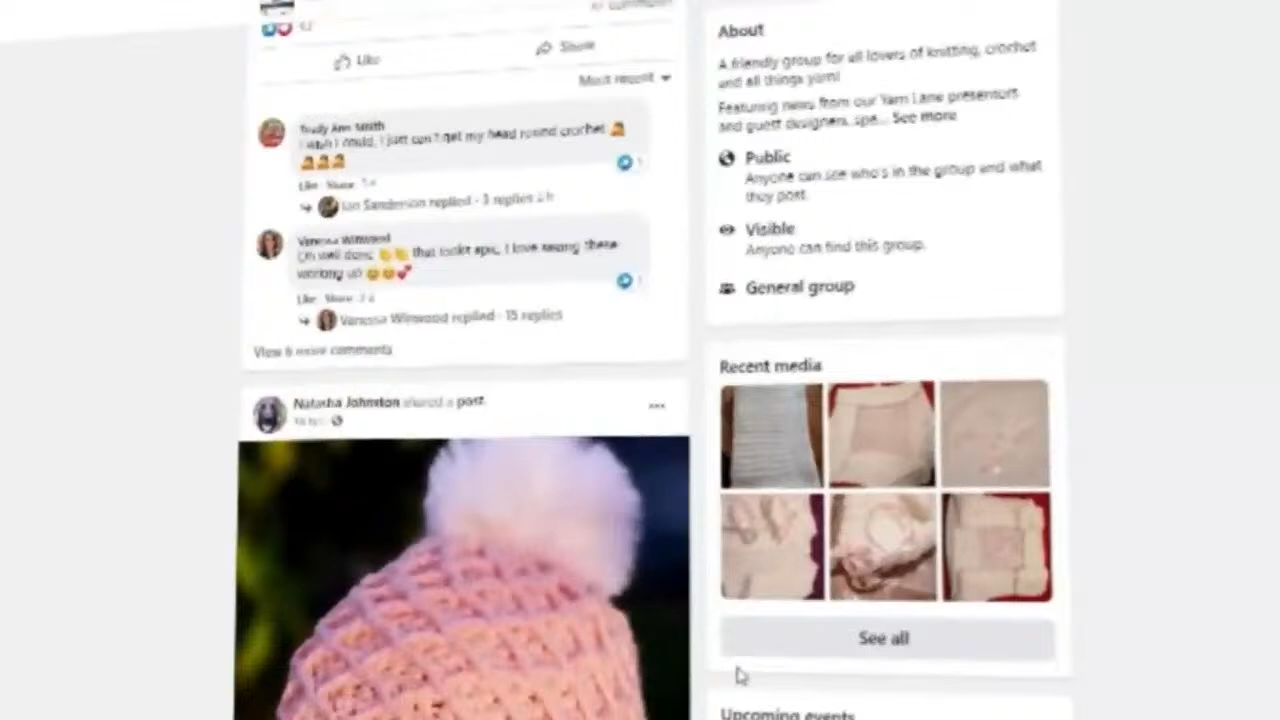 Like
Share
Most recent
Trudy Ann Smith
I wish I could, I just can't get my head round crochet
Like Share
Ian Sanderson replied · 3 replies
Vanessa Winwood
Oh well done that looks epic, I love seeing these
working up
Like Share
Vanessa Winwood replied · 15 replies
View 6 more comments
Natasha Johnston shared a post
About
A friendly group for all lovers of knitting, crochet
and all things yarn!
Featuring news from our Yarn Lane presenters
and guest designers, spe... See more
Public
Anyone can see who's in the group and what
they post.
Visible
Anyone can find this group.
General group
Recent media
See all
Upcoming events